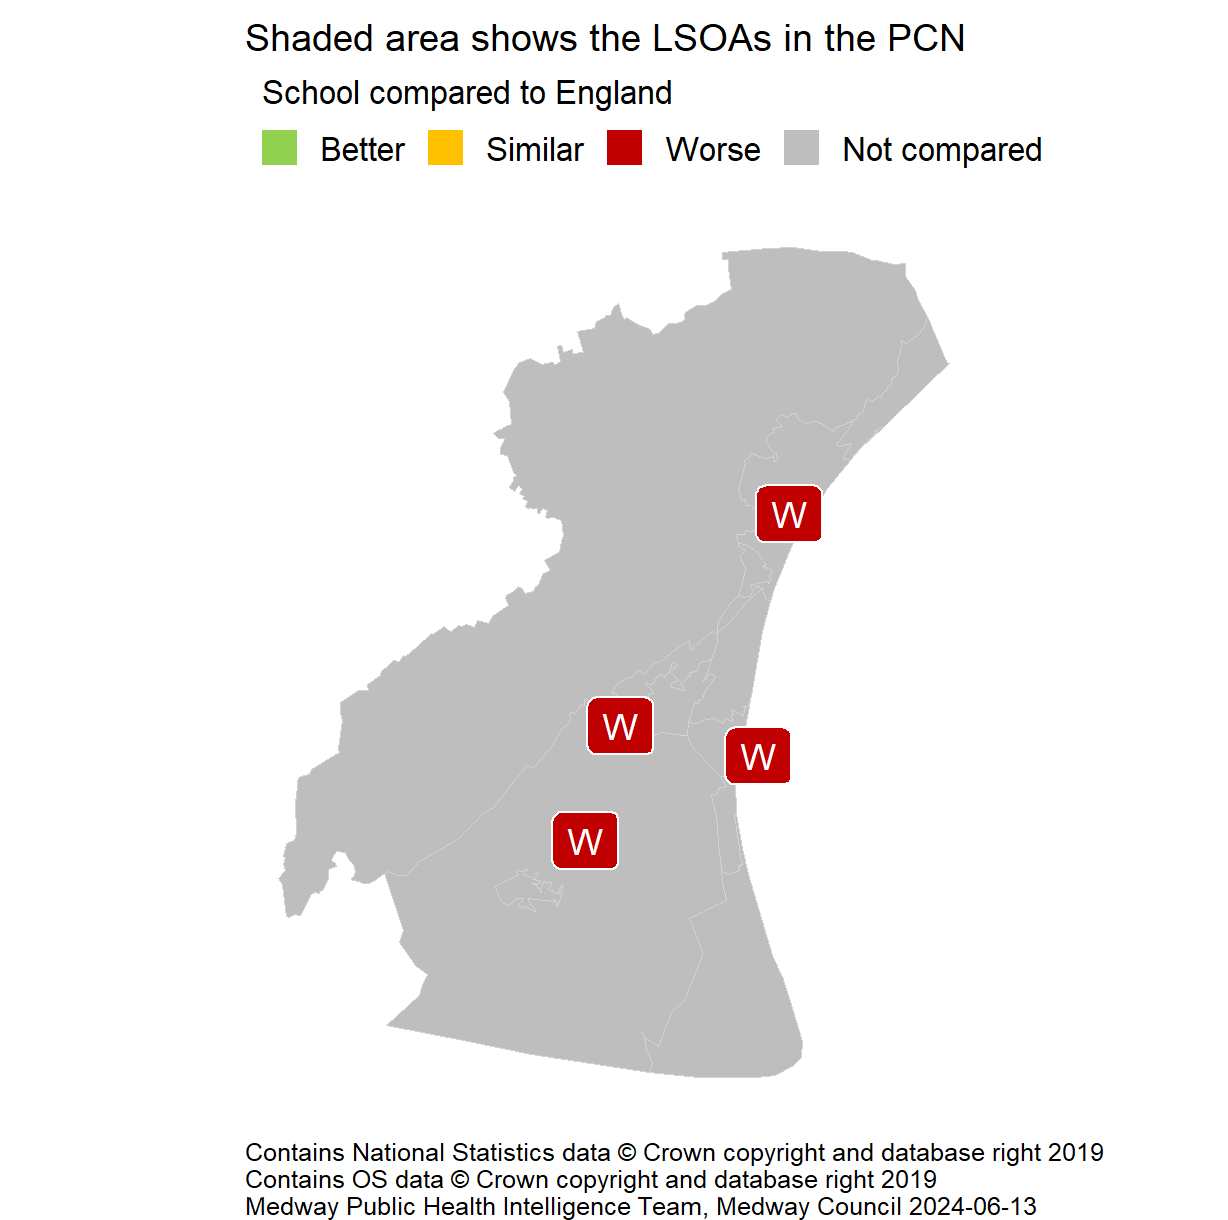 Shaded area shows the LSOAs in the PCN
School compared to England
Better Similar Worse Not compared
W
W
W
W
Contains National Statistics data © Crown copyright and database right 2019
Contains OS data © Crown copyright and database right 2019
Medway Public Health Intelligence Team, Medway Council 2024-06-13